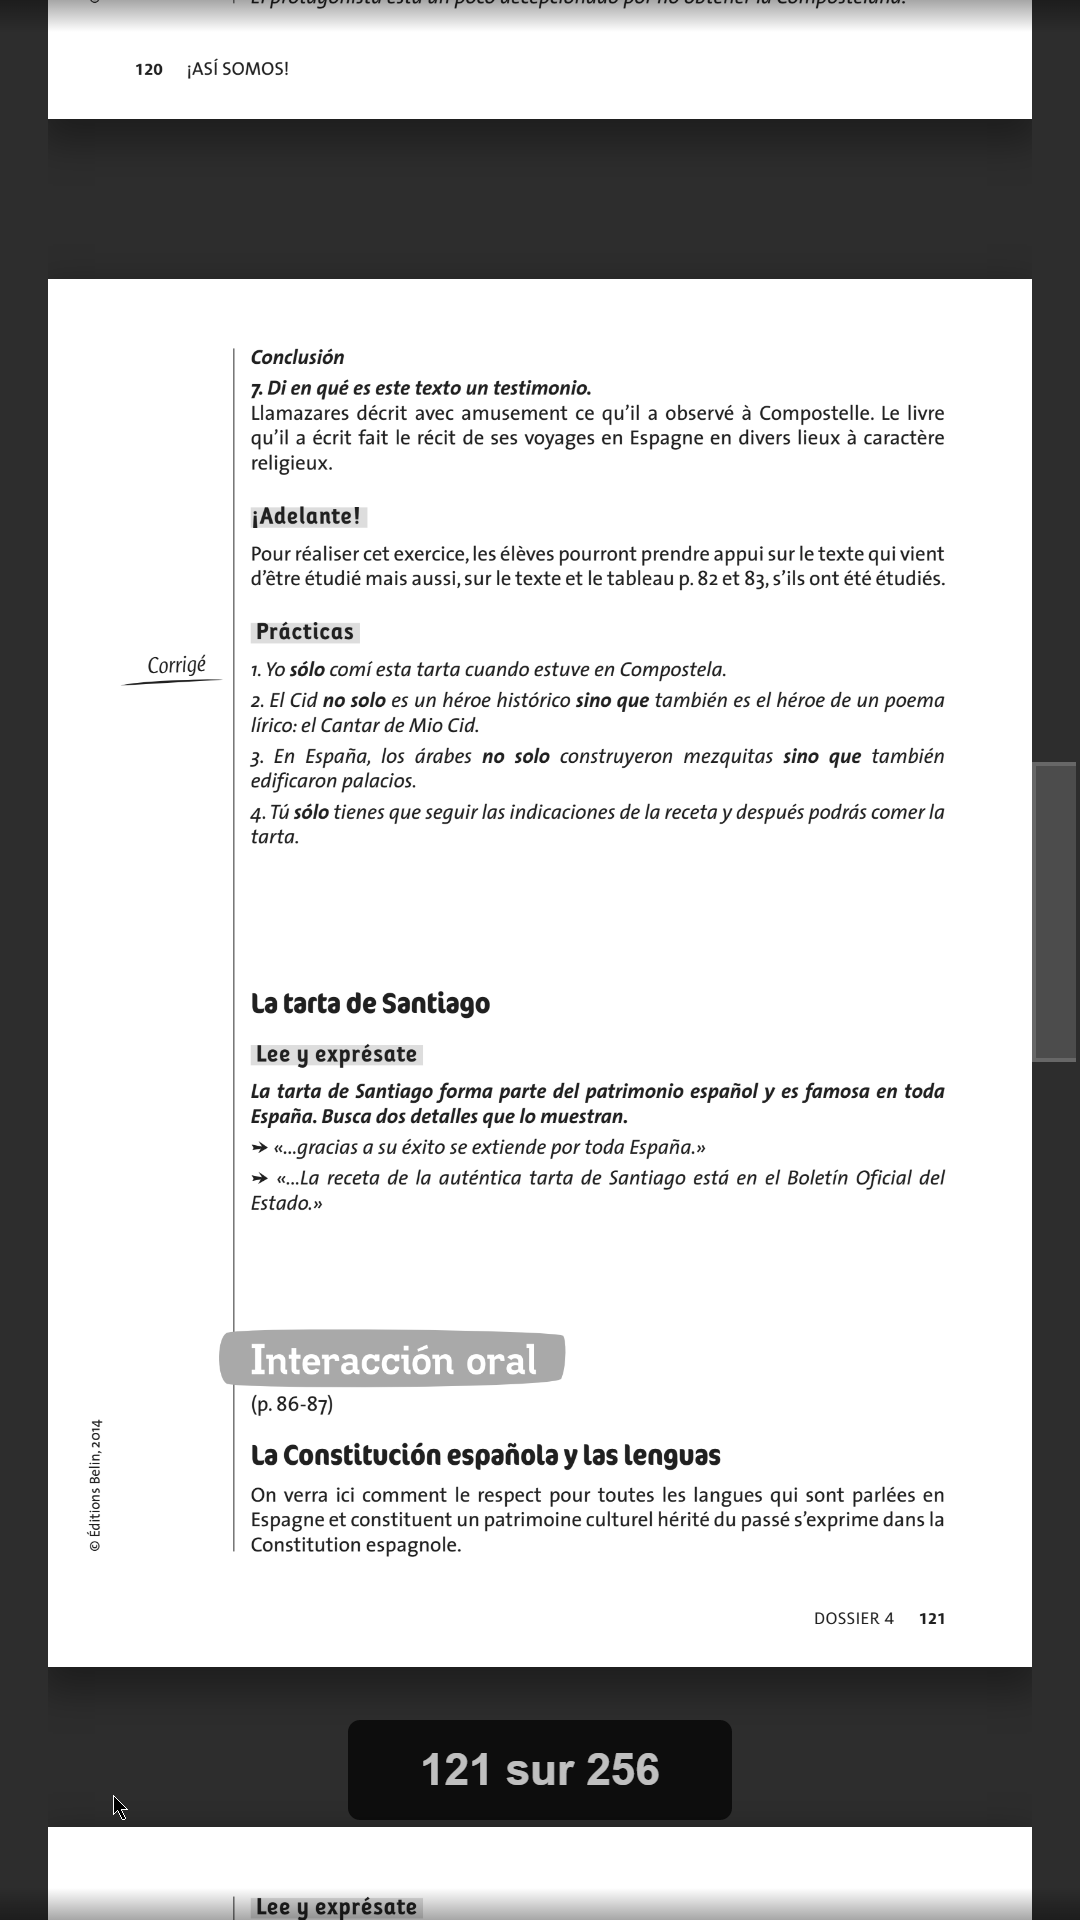 El protagonista está un poco decepcionado por no obtener la Compostelana.
120 ¡ASÍ SOMOS!
Conclusión
7. Di en qué es este texto un testimonio.
Llamazares décrit avec amusement ce qu’il a observé à Compostelle. Le livre
qu’il a écrit fait le récit de ses voyages en Espagne en divers lieux à caractère
religieux.
¡Adelante!
Pour réaliser cet exercice, les élèves pourront prendre appui sur le texte qui vient
d’être étudié mais aussi, sur le texte et le tableau p. 82 et 83, s’ils ont été étudiés.
Prácticas
Corrigé
1. Yo sólo comí esta tarta cuando estuve en Compostela.
2. El Cid no solo es un héroe histórico sino que también es el héroe de un poema
lírico: el Cantar de Mio Cid.
3. En España, los árabes no solo construyeron mezquitas sino que también
edificaron palacios.
4. Tú sólo tienes que seguir las indicaciones de la receta y después podrás comer la
tarta.
La tarta de Santiago
Lee y exprésate
La tarta de Santiago forma parte del patrimonio español y es famosa en toda
España. Busca dos detalles que lo muestran.
➔ «...gracias a su éxito se extiende por toda España.»
➔ «...La receta de la auténtica tarta de Santiago está en el Boletín Oficial del
Estado.»
Interacción oral
(p. 86-87)
La Constitución española y las lenguas
On verra ici comment le respect pour toutes les langues qui sont parlées en
Espagne et constituent un patrimoine culturel hérité du passé s’exprime dans la
Constitution espagnole.
© Éditions Belin, 2014
DOSSIER 4 121
121 sur 256
Lee y exprésate